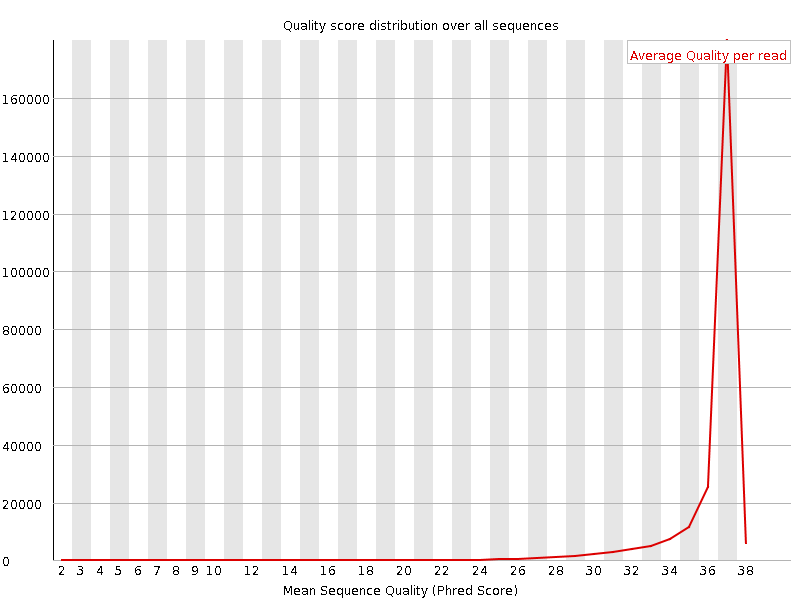 Quality score distribution over all sequences
Average Quality per read
160000
140000
120000
100000
80000
60000
40000
20000
0
2 3 4 5 6 7 8 9 10 12 14 16 18 20 22 24 26 28 30 32 34 36 38
Mean Sequence Quality (Phred Score)